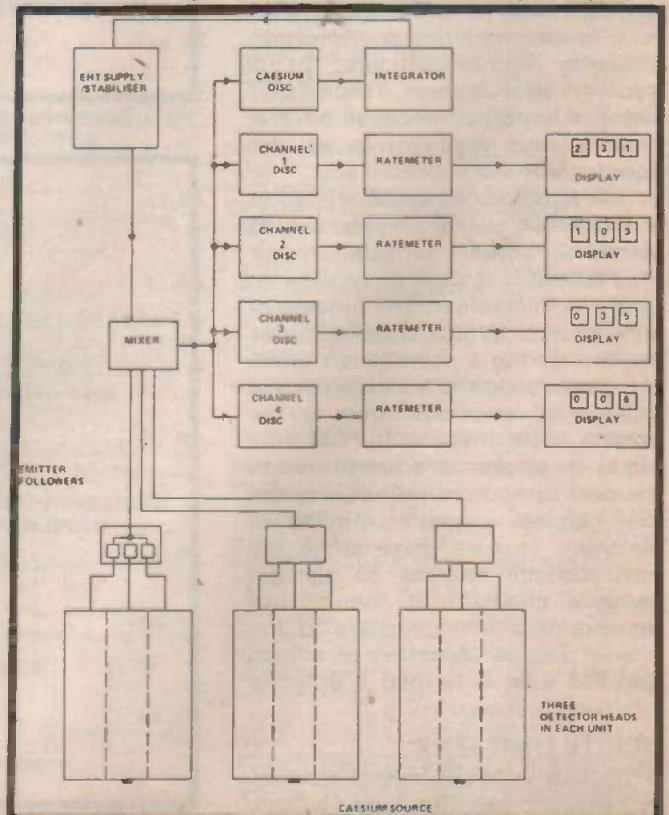 EHT SUPPLY
/STABILISER
CAESIUM
DISC
INTEGRATOR
CHANNEL
1
DISC
RATEMETER
2 3 1
DISPLAY
CHANNEL
2
DISC
RATEMETER
1 0 3
DISPLAY
MIXER
CHANNEL
3
DISC
RATEMETER
0 3 5
DISPLAY
CHANNEL
4
DISC
RATEMETER
0 0 6
DISPLAY
EMITTER
FOLLOWERS
THREE
DETECTOR HEADS
IN EACH UNIT
CAESIUM SOURCE